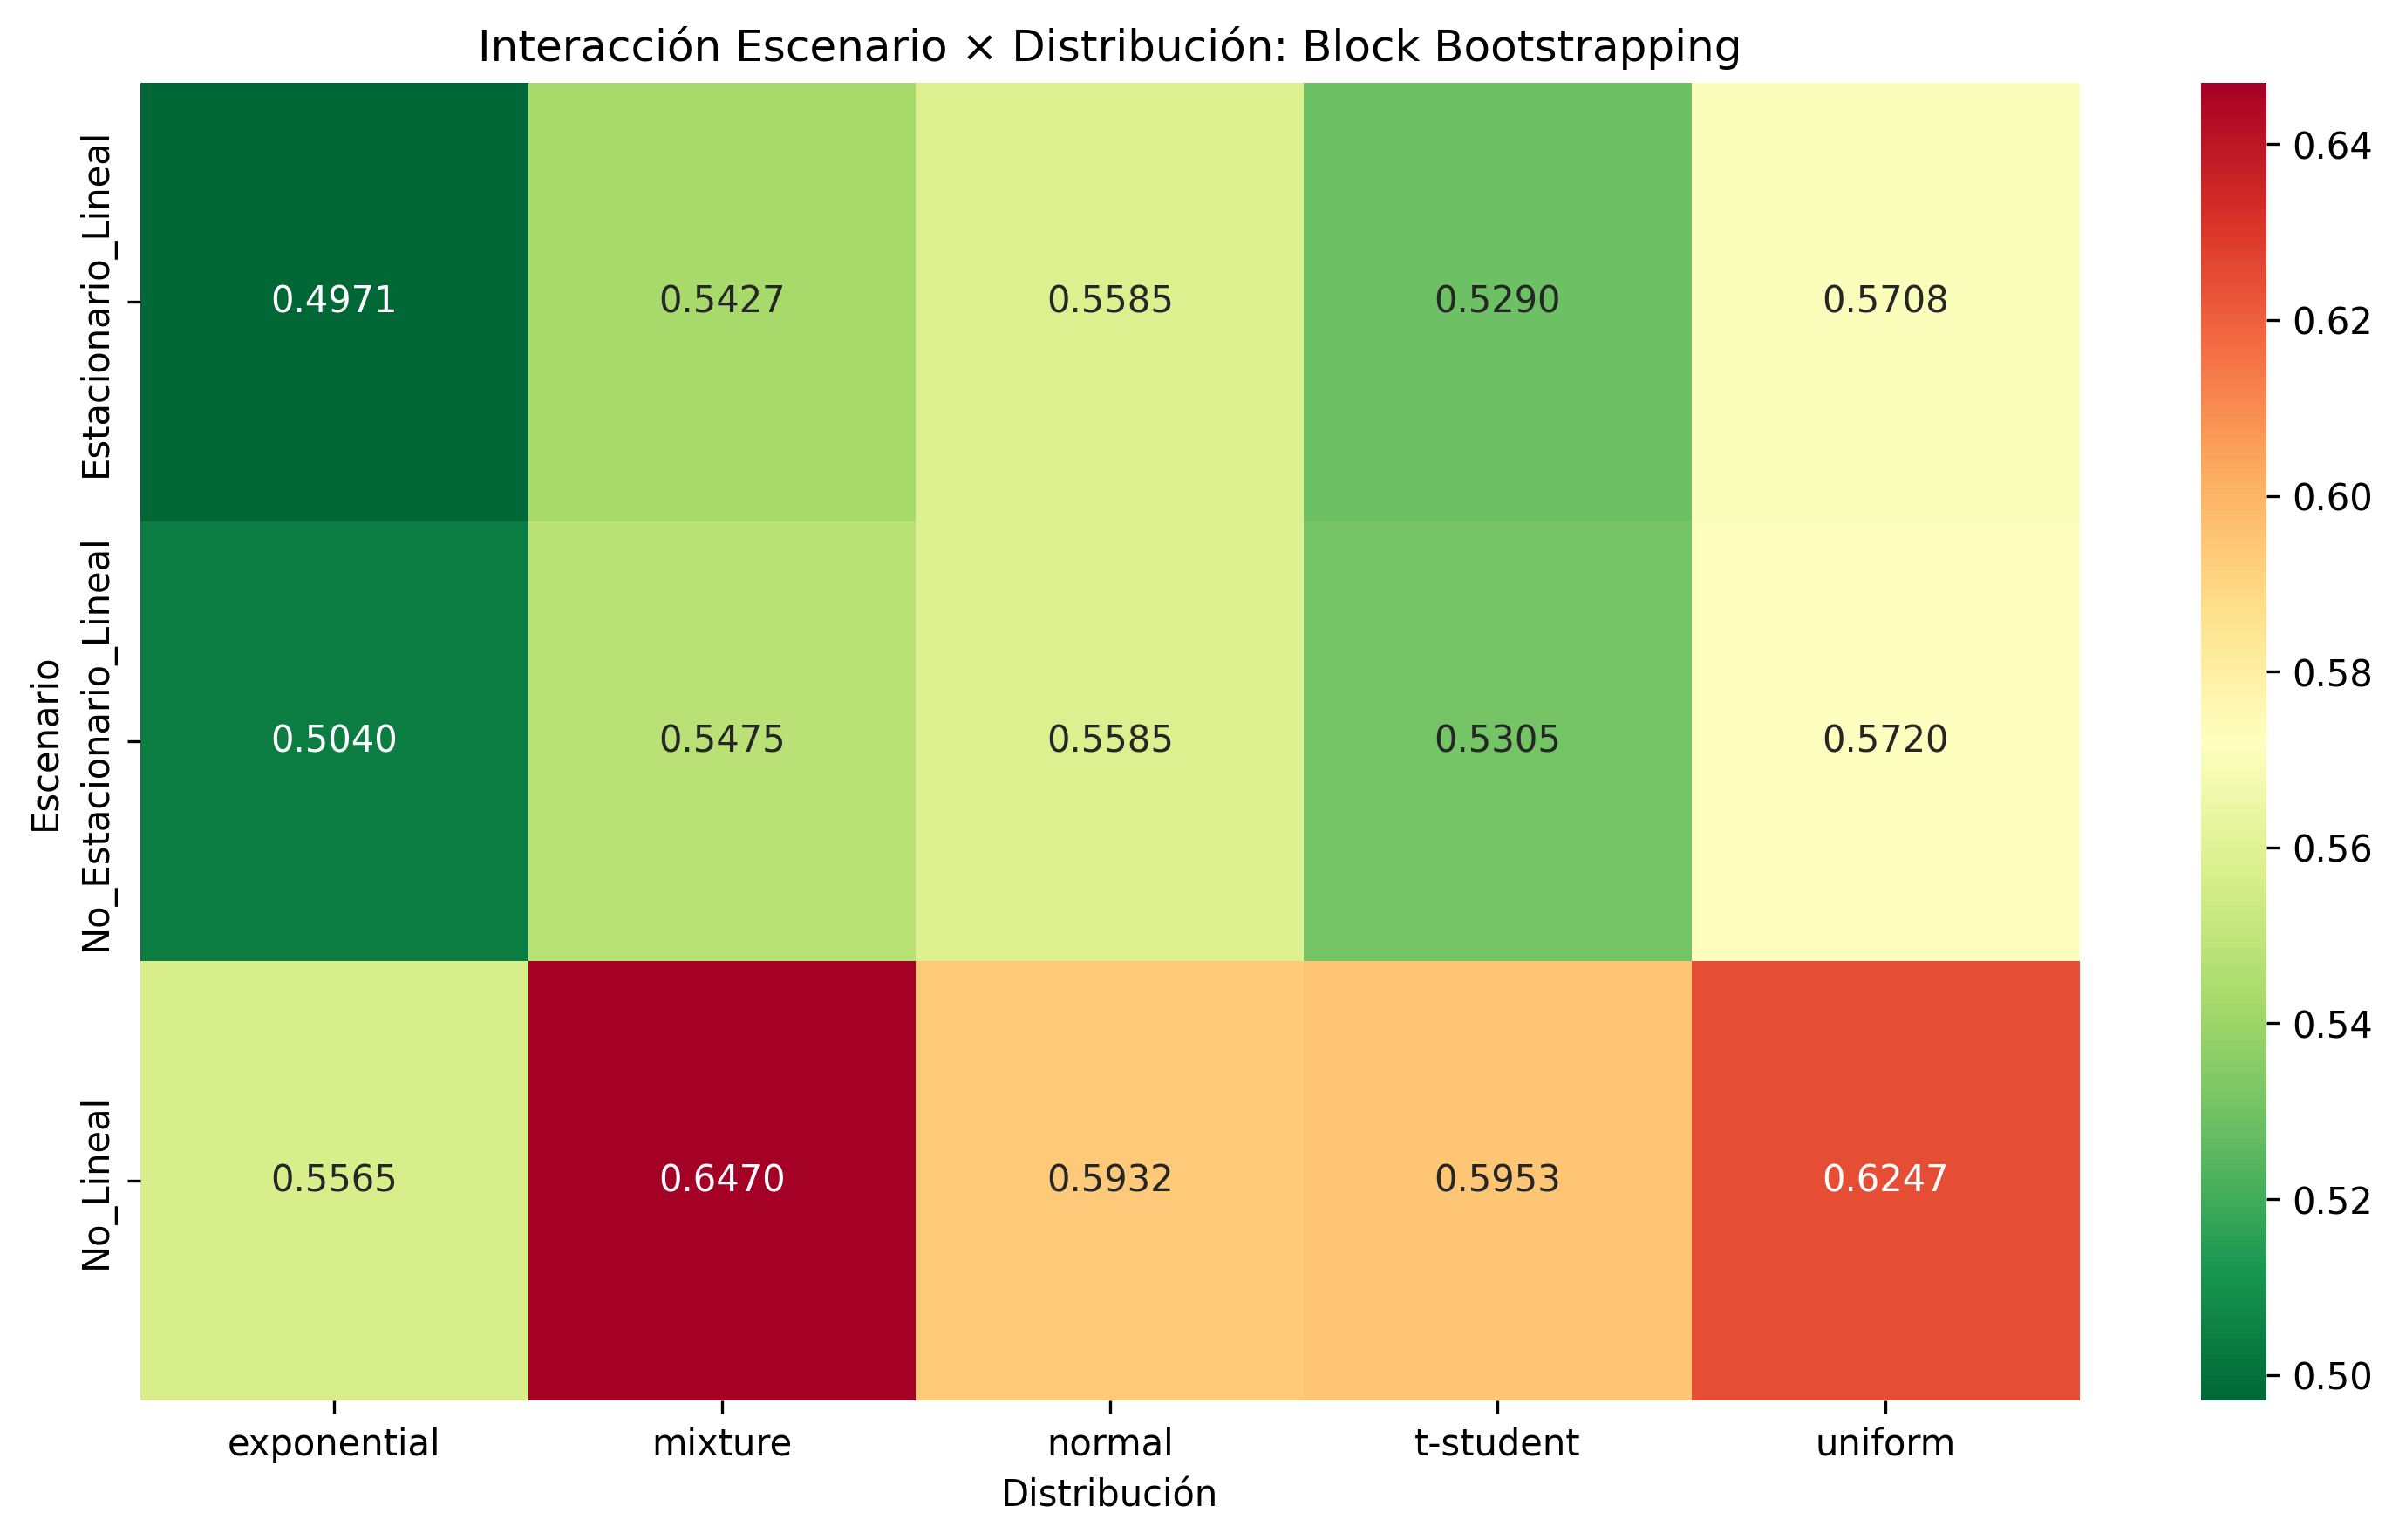 Interacción Escenario × Distribución: Block Bootstrapping
Escenario
Estacionario_Lineal
0.4971 0.5427 0.5585 0.5290 0.5708
No_Estacionario_Lineal
0.5040 0.5475 0.5585 0.5305 0.5720
No_Lineal
0.5565 0.6470 0.5932 0.5953 0.6247
exponential mixture normal t-student uniform
Distribución
0.64
0.62
0.60
0.58
0.56
0.54
0.52
0.50